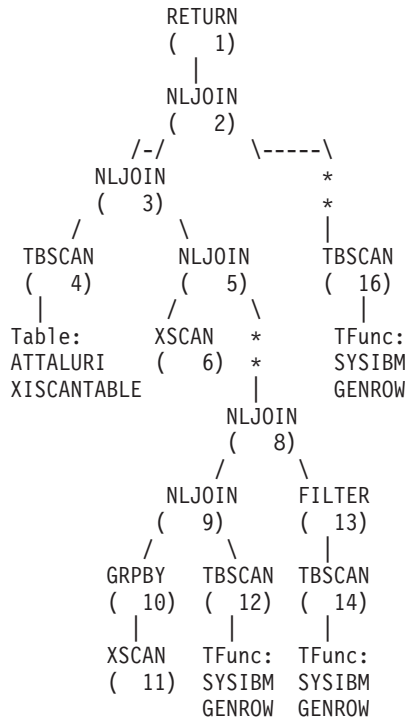 RETURN
( 1)
|
NLJOIN
( 2)
/-/ \-----\
NLJOIN *
( 3) *
/ \ |
TBSCAN NLJOIN TBSCAN
( 4) ( 5) ( 16)
| / \ |
Table: XSCAN * TFunc:
ATTALURI ( 6) * SYSIBM
XISCANTABLE | GENROW
NLJOIN
( 8)
/ \
NLJOIN FILTER
( 9) ( 13)
/ \ |
GRPBY TBSCAN TBSCAN
( 10) ( 12) ( 14)
| | |
XSCAN TFunc: TFunc:
( 11) SYSIBM SYSIBM
GENROW GENROW